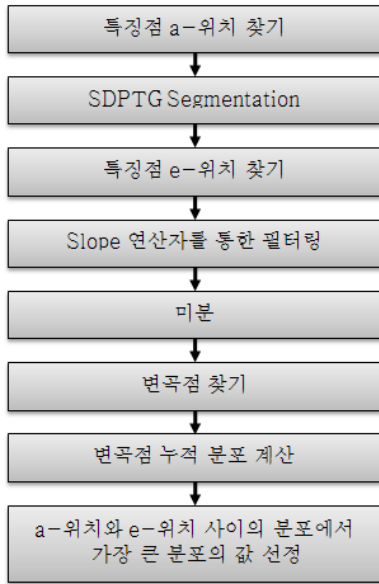 특징점 a-위치 찾기
SDPTG Segmentation
특징점 e-위치 찾기
Slope 연산자를 통한 필터링
미분
변곡점 찾기
변곡점 누적 분포 계산
a-위치와 e-위치 사이의 분포에서
가장 큰 분포의 값 선정